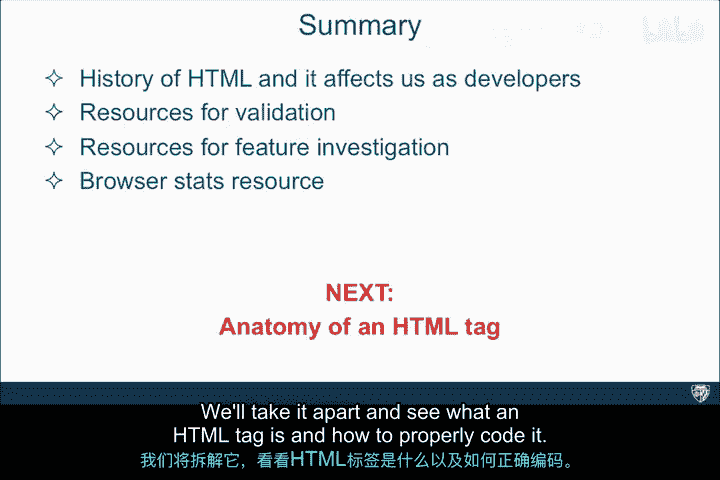 Summary
✧ History of HTML and it affects us as developers
✧ Resources for validation
✧ Resources for feature investigation
✧ Browser stats resource
NEXT:
Anatomy of an HTML tag
We'll take it apart and see what an
HTML tag is and how to properly code it.
我们将拆解它，看看HTML标签是什么以及如何正确编码。